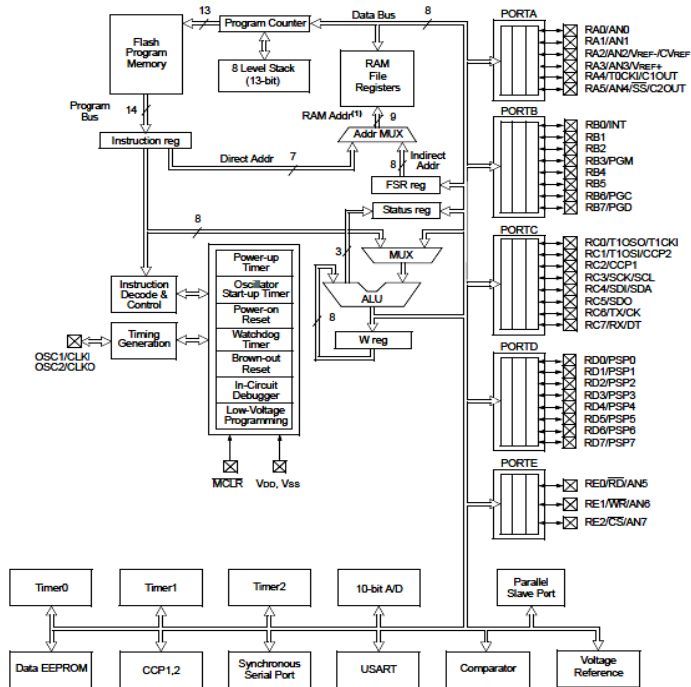 13
Program Counter
Data Bus
8
PORTA
Flash
Program
Memory
8 Level Stack
(13-bit)
RAM
File
Registers
RA0/AN0
RA1/AN1
RA2/AN2/VREF-/CVREF
RA3/AN3/VREF+
RA4/T0CKI/C1OUT
RA5/AN4/SS/C2OUT
Program
Bus
14
RAM Addr(1)
9
PORTB
Addr MUX
Instruction reg
Direct Addr
7
8
Indirect
Addr
FSR reg
RB0/INT
RB1
RB2
RB3/PGM
RB4
RB5
RB6/PGC
RB7/PGD
Status reg
8
3
MUX
PORTC
RC0/T1OSO/T1CKI
RC1/T1OSI/CCP2
RC2/CCP1
RC3/SCK/SCL
RC4/SDI/SDA
RC5/SDO
RC6/TX/CK
RC7/RX/DT
Instruction
Decode &
Control
Power-up
Timer
Oscillator
Start-up Timer
Power-on
Reset
Watchdog
Timer
Brown-out
Reset
In-Circuit
Debugger
Low-Voltage
Programming
ALU
8
W reg
Timing
Generation
OSC1/CLKI
OSC2/CLKO
PORTD
RD0/PSP0
RD1/PSP1
RD2/PSP2
RD3/PSP3
RD4/PSP4
RD5/PSP5
RD6/PSP6
RD7/PSP7
MCLR
VDD, VSS
PORTE
RE0/RD/AN5
RE1/WR/AN6
RE2/CS/AN7
Timer0
Timer1
Timer2
10-bit A/D
Parallel
Slave Port
Data EEPROM
CCP1,2
Synchronous
Serial Port
USART
Comparator
Voltage
Reference